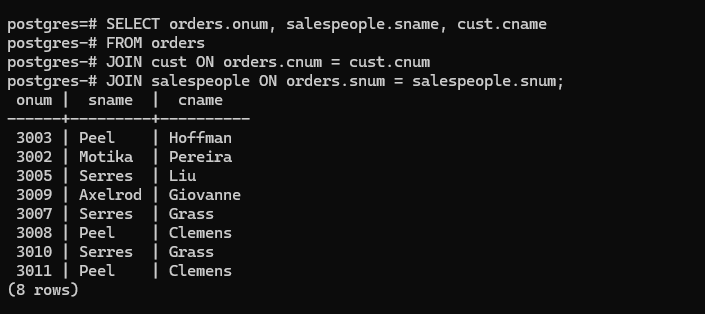 postgres=# SELECT orders.onum, salespeople.sname, cust.cname
postgres-# FROM orders
postgres-# JOIN cust ON orders.cnum = cust.cnum
postgres-# JOIN salespeople ON orders.snum = salespeople.snum;
 onum |  sname  |  cname
------+---------+----------
 3003 | Peel    | Hoffman
 3002 | Motika  | Pereira
 3005 | Serres  | Liu
 3009 | Axelrod | Giovanne
 3007 | Serres  | Grass
 3008 | Peel    | Clemens
 3010 | Serres  | Grass
 3011 | Peel    | Clemens
(8 rows)